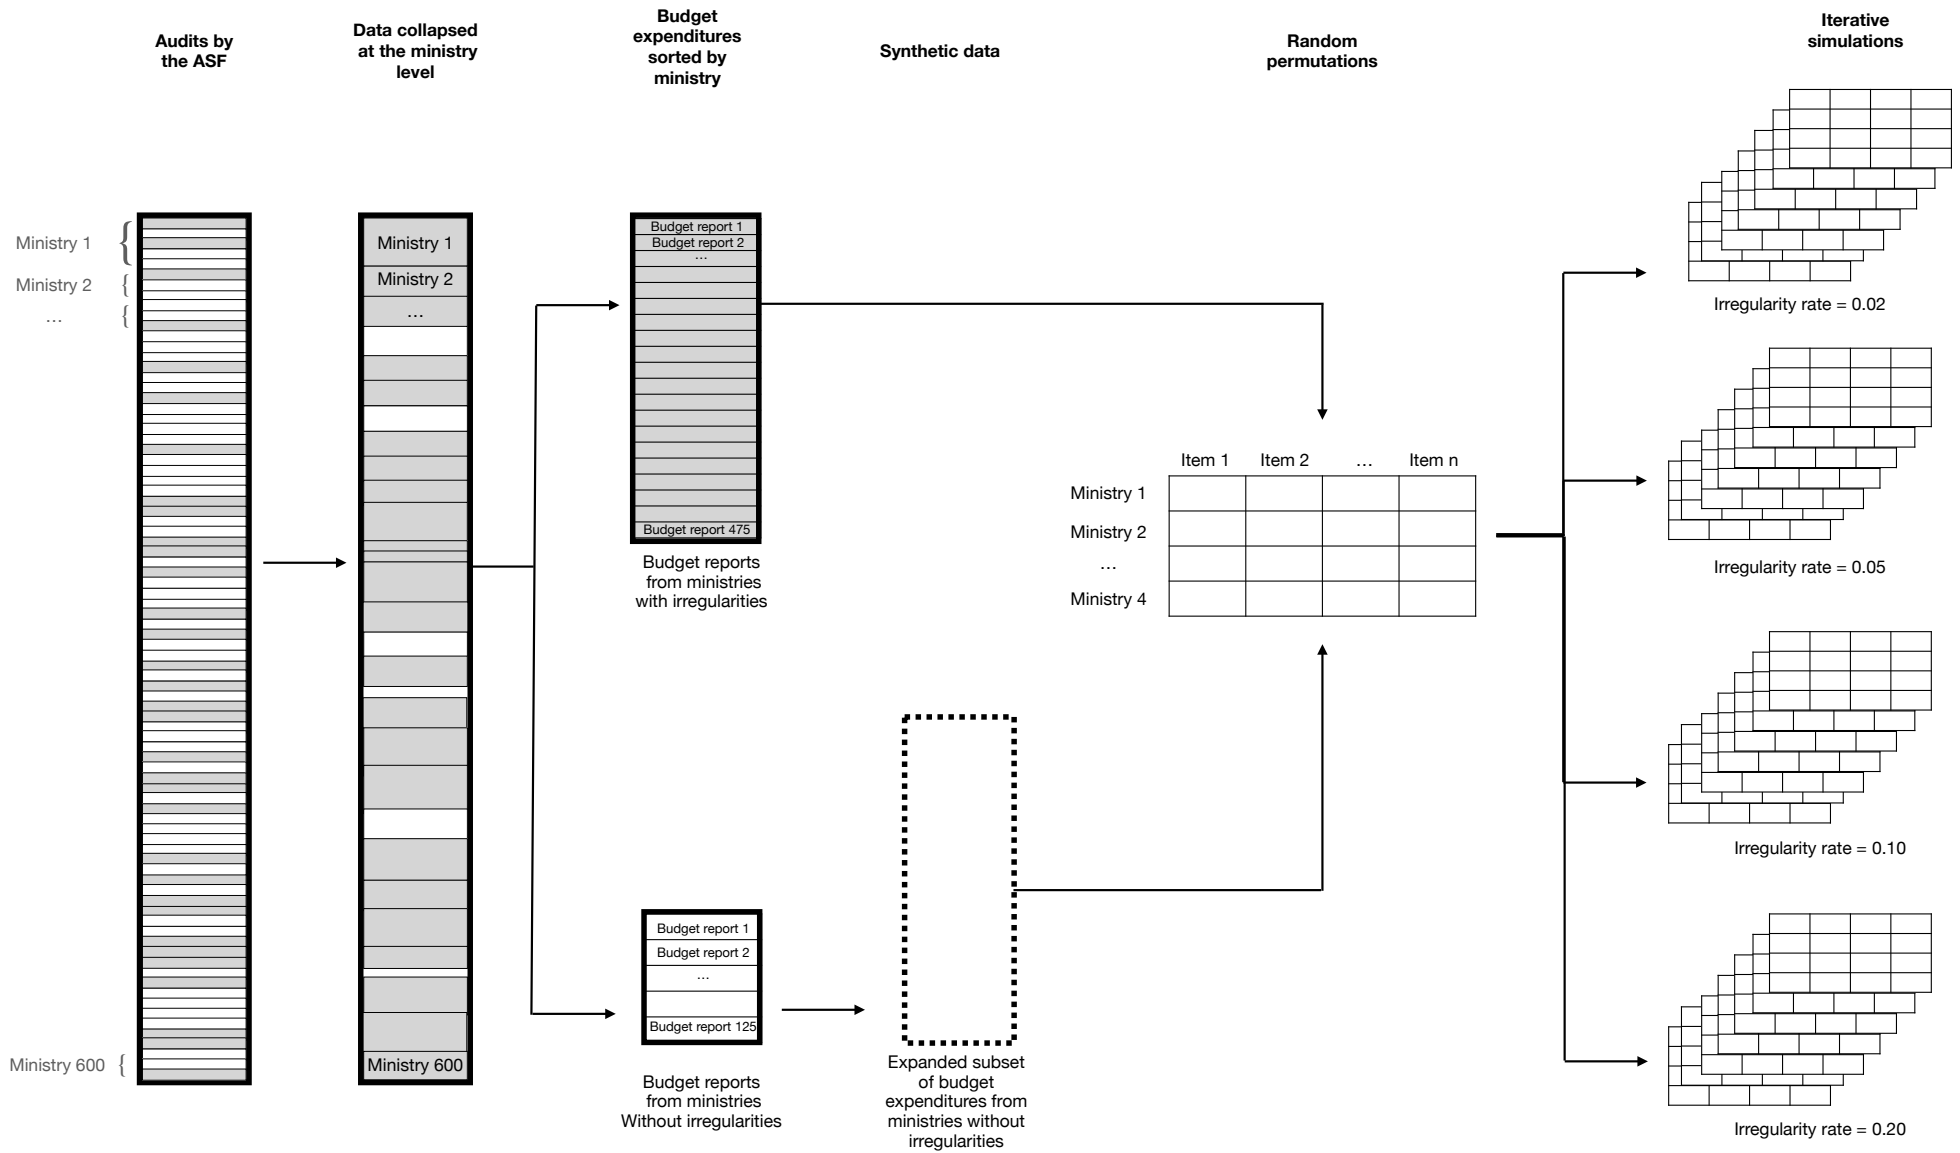 Audits by
the ASF
Data collapsed
at the ministry
level
Budget
expenditures
sorted by
ministry
Synthetic data
Random
permutations
Iterative
simulations
Ministry 1
Ministry 2
...
Ministry 600
Ministry 1
Ministry 2
...
Ministry 600
Budget report 1
Budget report 2
...
Budget report 475
Budget reports
from ministries
with irregularities
Budget report 1
Budget report 2
...
Budget report 125
Budget reports
from ministries
Without irregularities
Expanded subset
of budget
expenditures from
ministries without
irregularities
Item 1 Item 2 ... Item n
Ministry 1
Ministry 2
...
Ministry 4
Irregularity rate = 0.02
Irregularity rate = 0.05
Irregularity rate = 0.10
Irregularity rate = 0.20